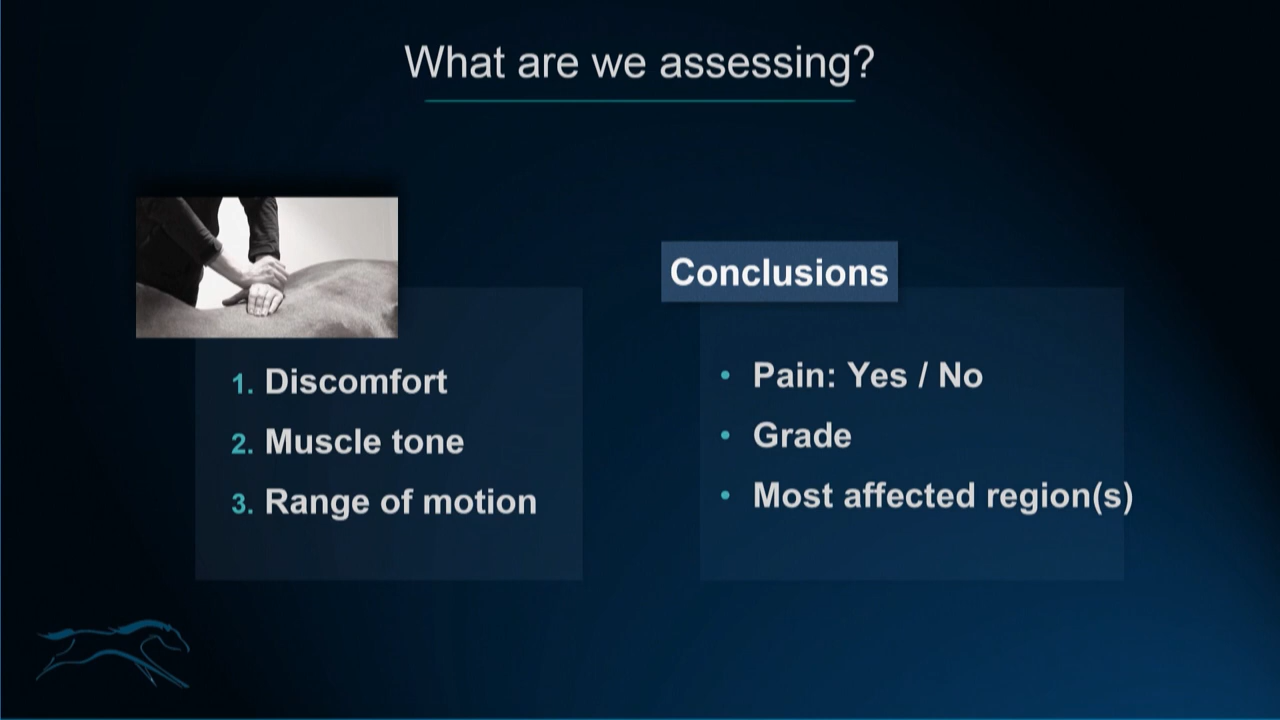 What are we assessing?
1. Discomfort
2. Muscle tone
3. Range of motion
Conclusions
• Pain: Yes / No
• Grade
• Most affected region(s)